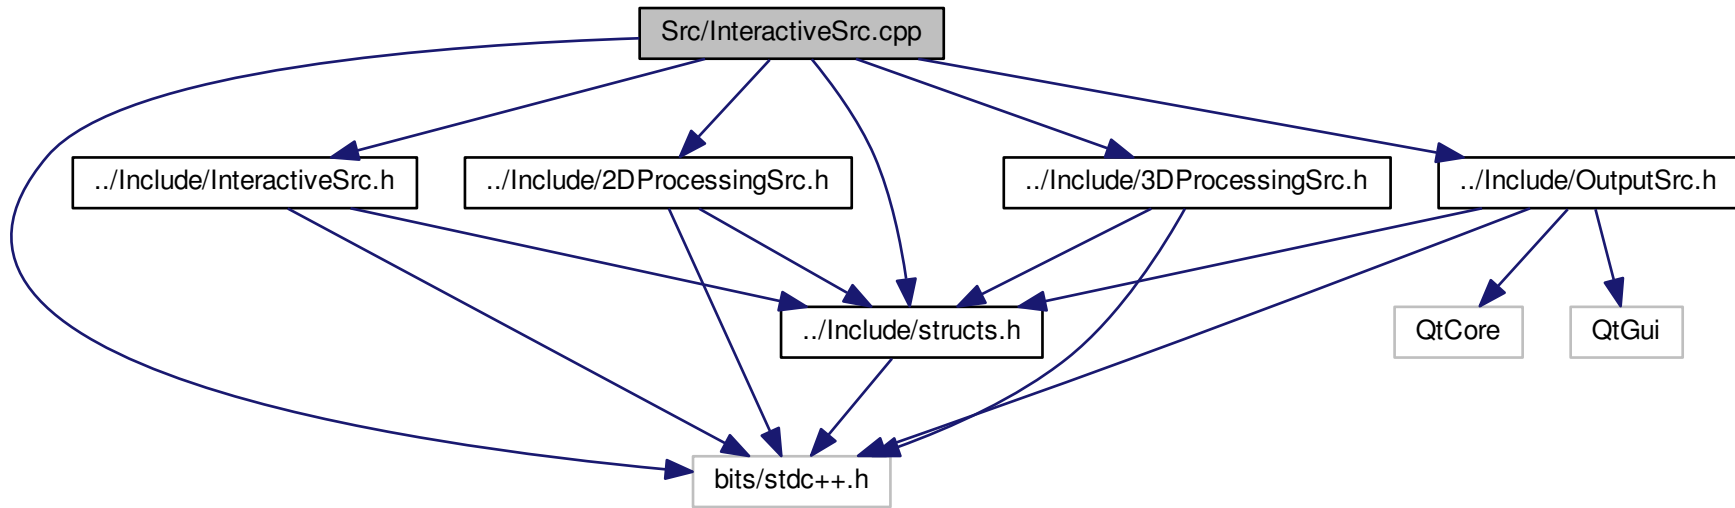 Src/InteractiveSrc.cpp
../Include/InteractiveSrc.h
../Include/2DProcessingSrc.h
../Include/3DProcessingSrc.h
../Include/OutputSrc.h
../Include/structs.h
QtCore
QtGui
bits/stdc++.h